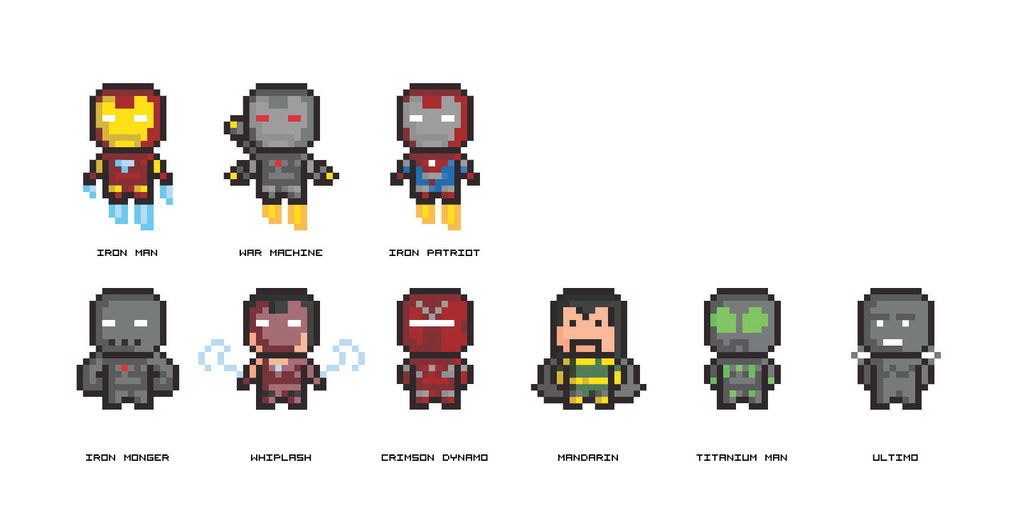 IRON MAN
WAR MACHINE
IRON PATRIOT
IRON MONGER
WHIPLASH
CRIMSON DYNAMO
MANDARIN
TITANIUM MAN
ULTIMO